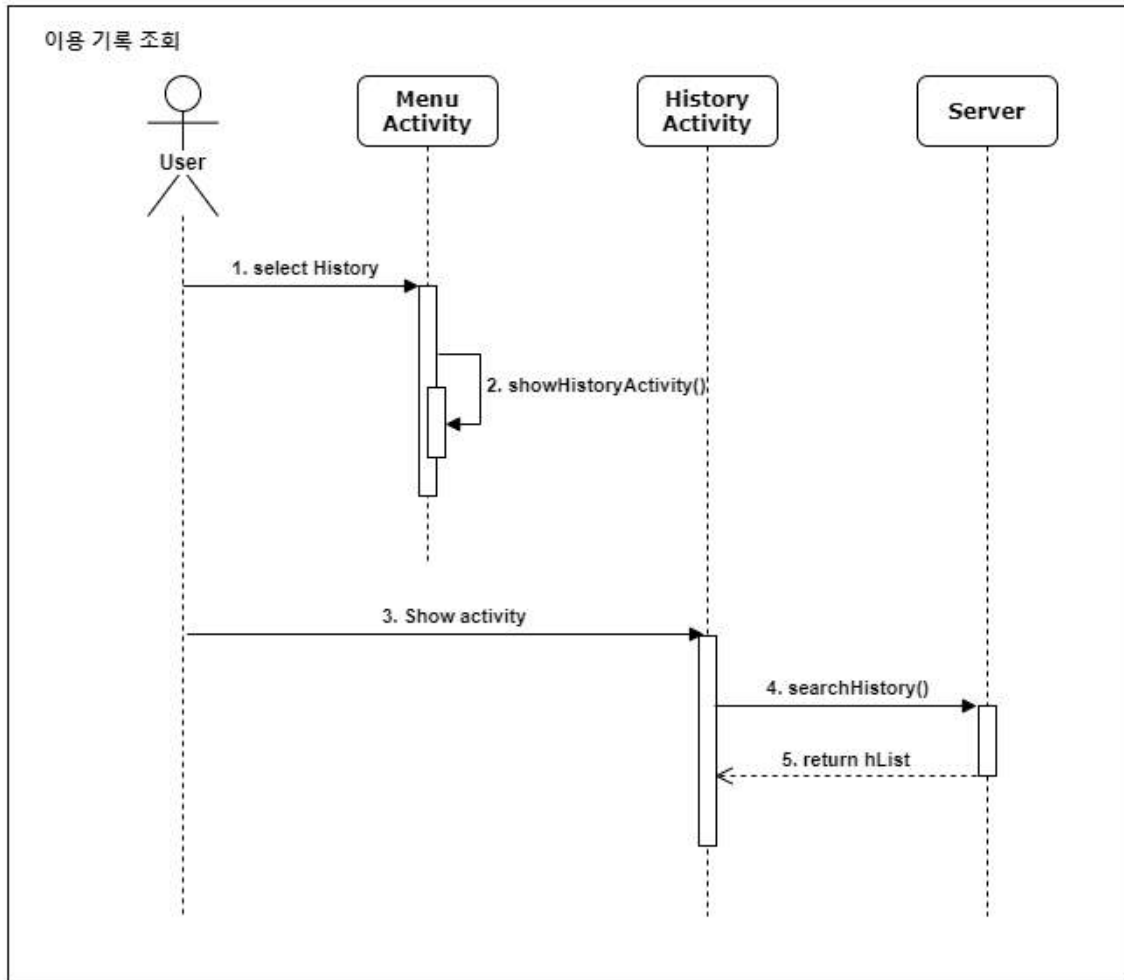 이용 기록 조회
Menu
Activity
History
Activity
Server
User
1. select History
2. showHistoryActivity()
3. Show activity
4. searchHistory()
5. return hList